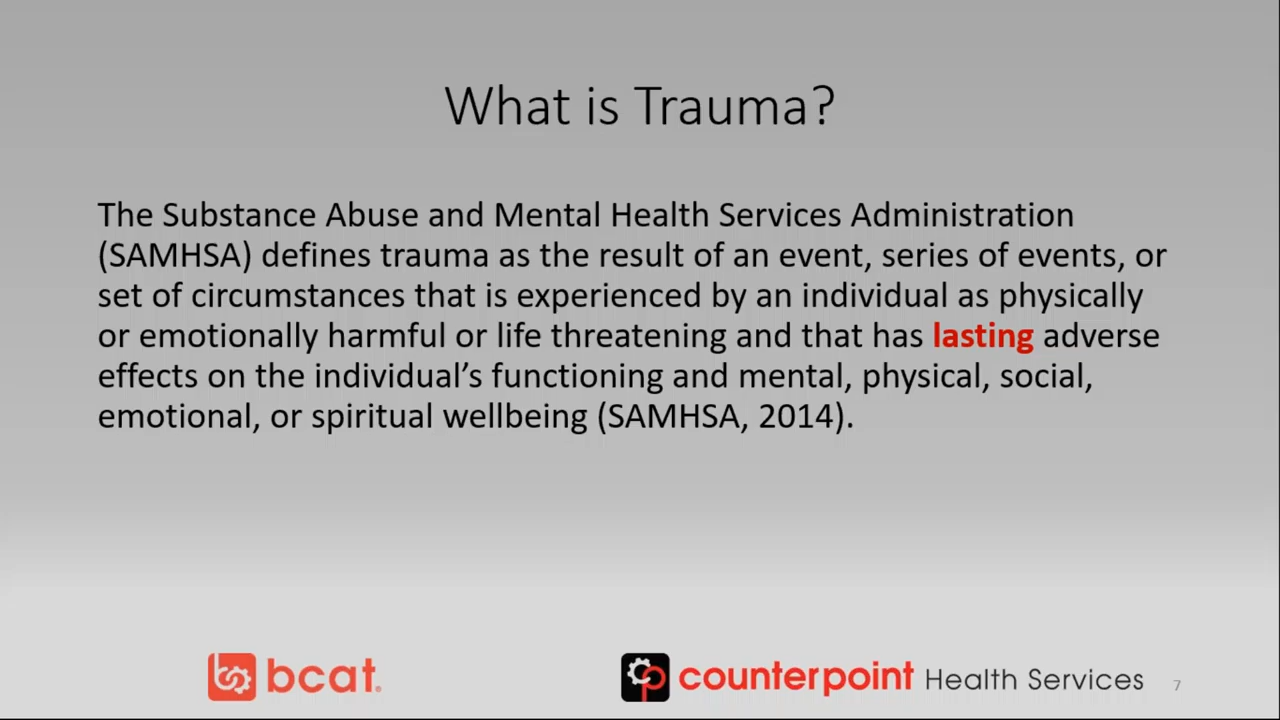 What is Trauma?
The Substance Abuse and Mental Health Services Administration
(SAMHSA) defines trauma as the result of an event, series of events, or
set of circumstances that is experienced by an individual as physically
or emotionally harmful or life threatening and that has lasting adverse
effects on the individual’s functioning and mental, physical, social,
emotional, or spiritual wellbeing (SAMHSA, 2014).
bcat.
counterpoint Health Services
7